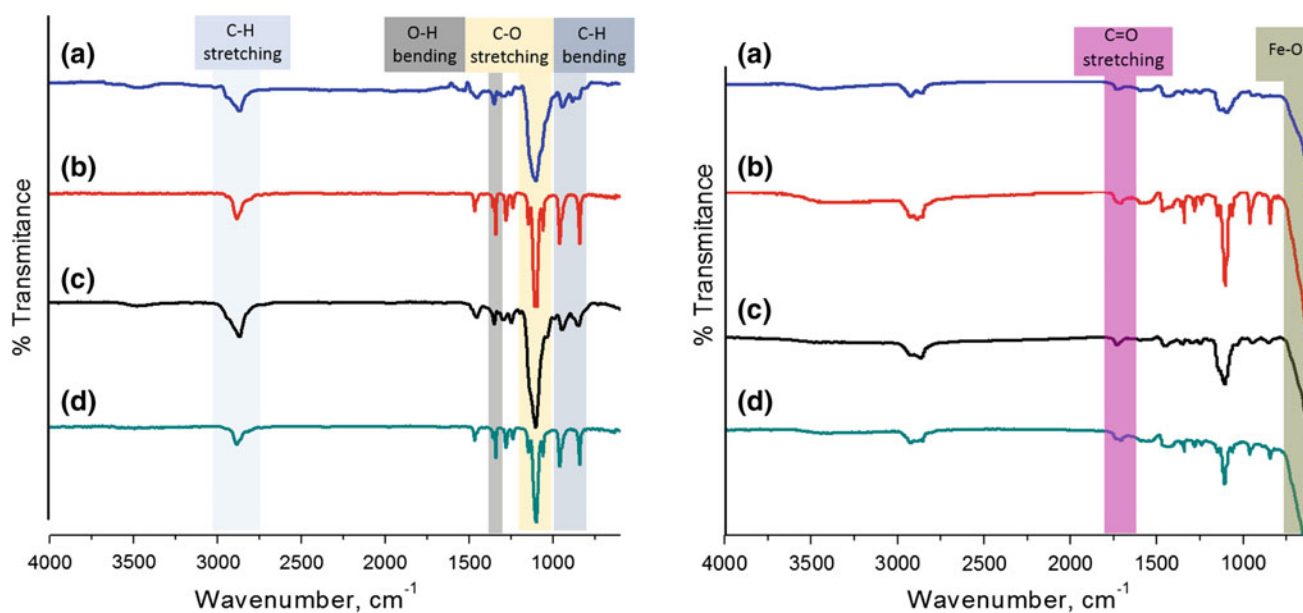 C-H
stretching
O-H
bending
C-O
stretching
C-H
bending
(a)
(b)
(c)
(d)
% Transmitance
4000 3500 3000 2500 2000 1500 1000
Wavenumber, cm⁻¹
C=O
stretching
Fe-O
(a)
(b)
(c)
(d)
% Transmitance
4000 3500 3000 2500 2000 1500 1000
Wavenumber, cm⁻¹